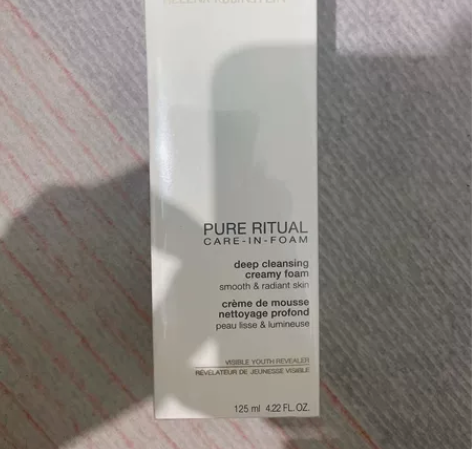 PURE RITUAL
CARE-IN-FOAM
deep cleansing
creamy foam
smooth & radiant skin
crème de mousse
nettoyage profond
peau lisse & lumineuse
VISIBLE YOUTH REVEALER
RÉVÉLATEUR DE JEUNESSE VISIBLE
125 ml 4.22 FL.OZ.